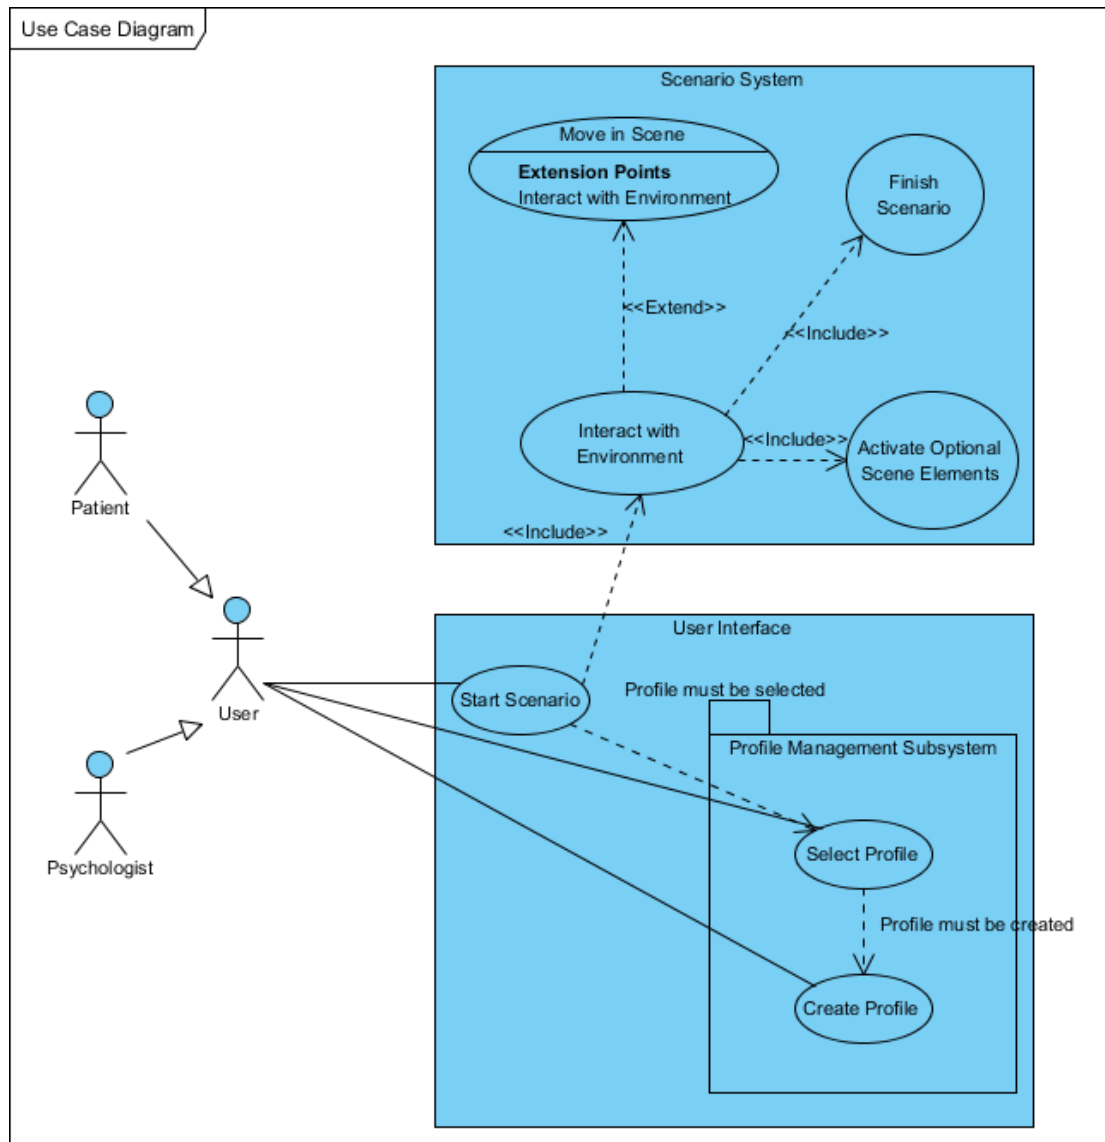 Use Case Diagram
Scenario System
Move in Scene
Extension Points
Interact with Environment
Finish
Scenario
<<Extend>>
<<Include>>
Interact with
Environment
<<Include>>
Activate Optional
Scene Elements
<<Include>>
Patient
User
Psychologist
User Interface
Start Scenario
Profile must be selected
Profile Management Subsystem
Select Profile
Profile must be created
Create Profile